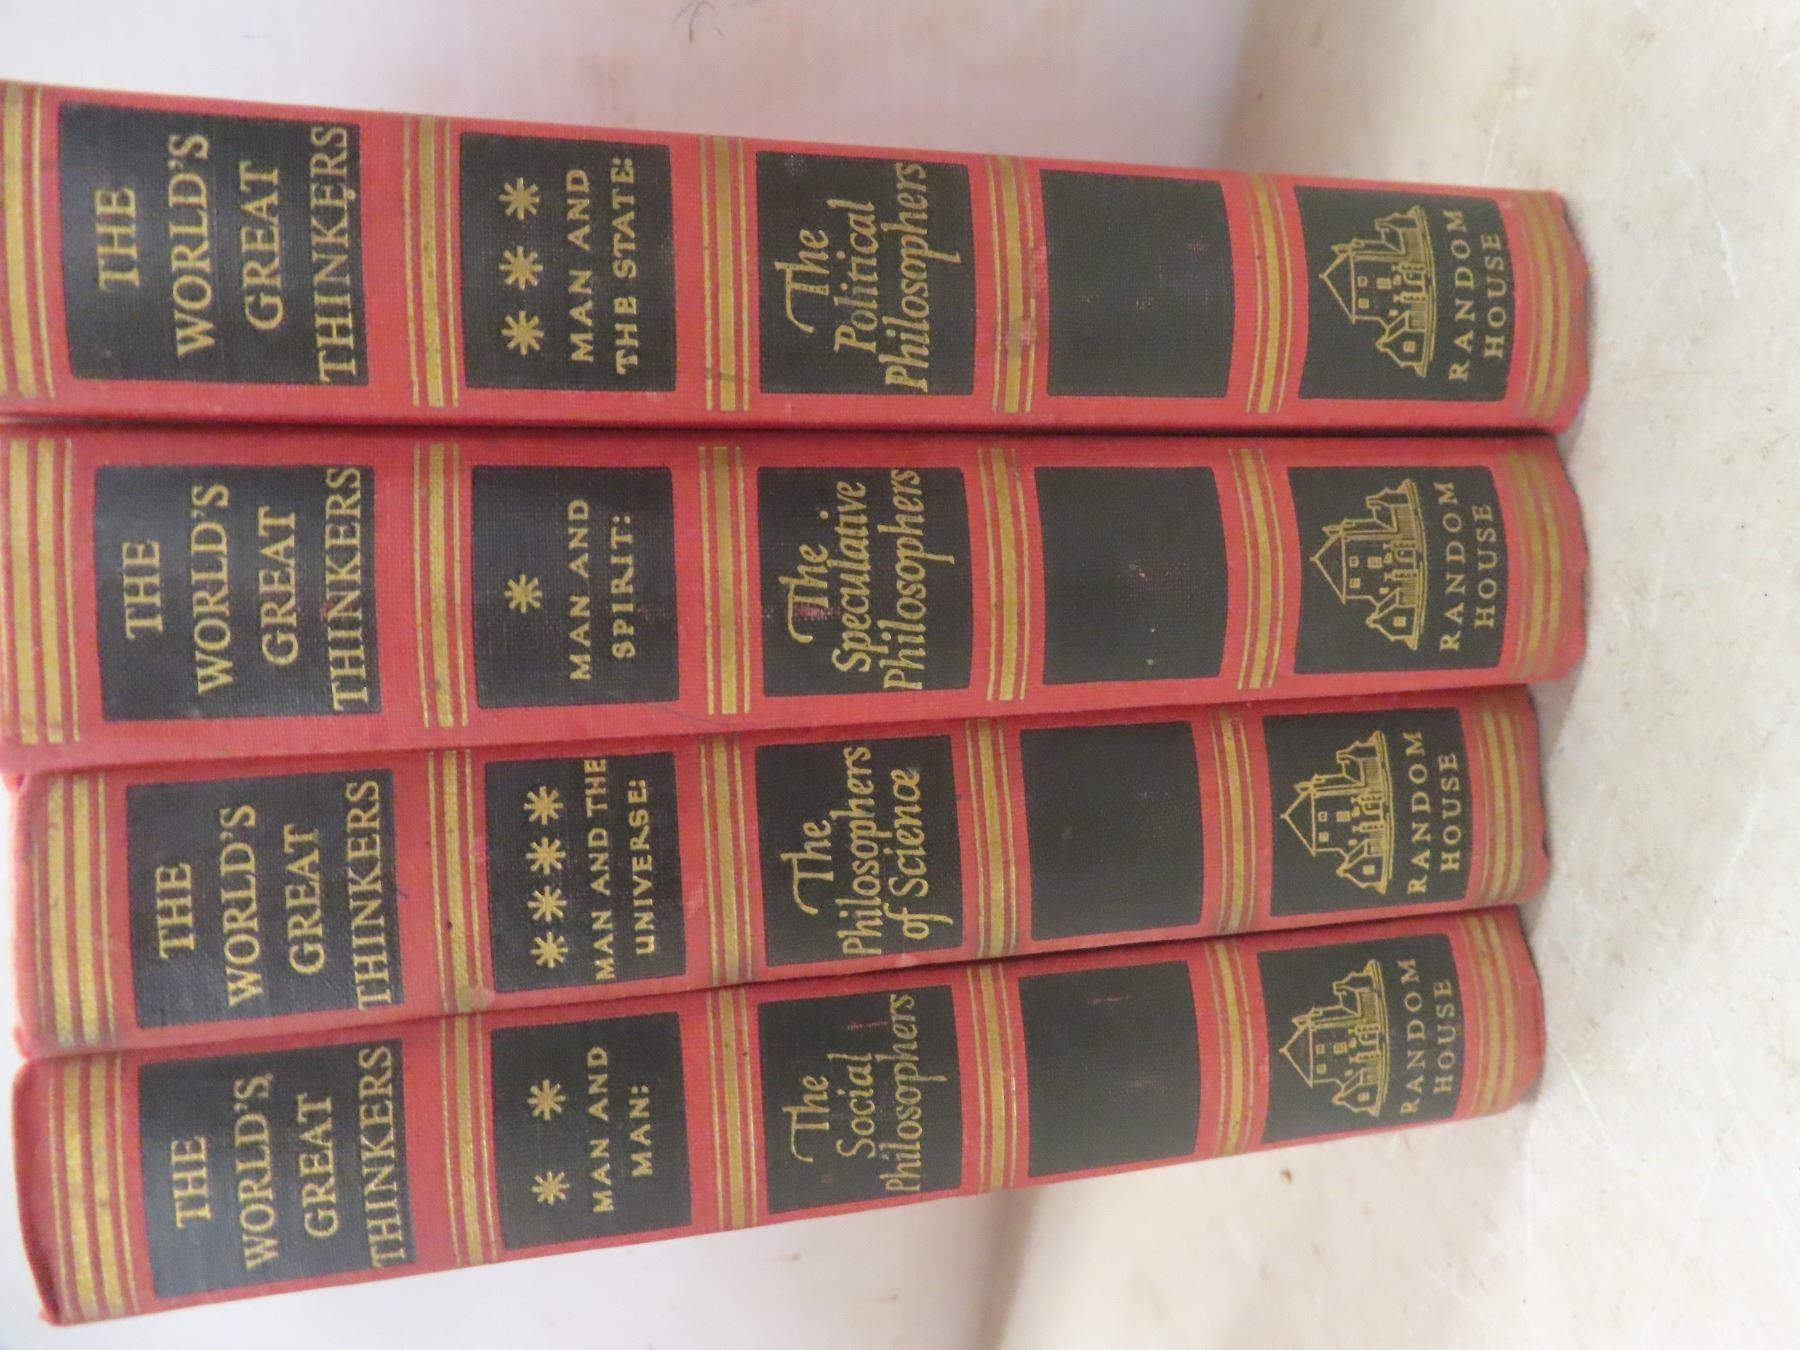 THE
WORLD'S
GREAT
THINKERS
* * *
MAN AND
THE STATE:
The
Political
Philosophers
RANDOM
HOUSE
THE
WORLD'S
GREAT
THINKERS
*
MAN AND
SPIRIT:
The
Speculative
Philosophers
RANDOM
HOUSE
THE
WORLD'S
GREAT
THINKERS
* * * *
MAN AND THE
UNIVERSE:
The
Philosophers
of Science
RANDOM
HOUSE
THE
WORLD'S
GREAT
THINKERS
* *
MAN AND
MAN:
The
Social
Philosophers
RANDOM
HOUSE